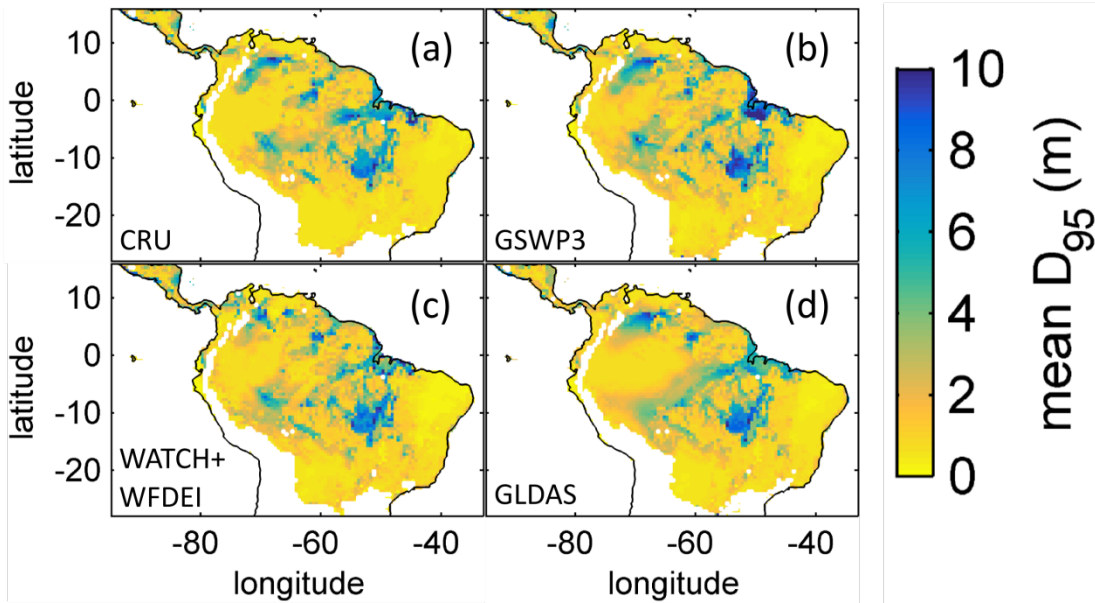 (a)
(b)
10
0
-10
-20
latitude
CRU
GSWP3
(c)
(d)
10
0
-10
-20
latitude
WATCH+
WFDEI
GLDAS
-80 -60 -40
-80 -60 -40
longitude
longitude
10
8
6
4
2
0
mean D95 (m)